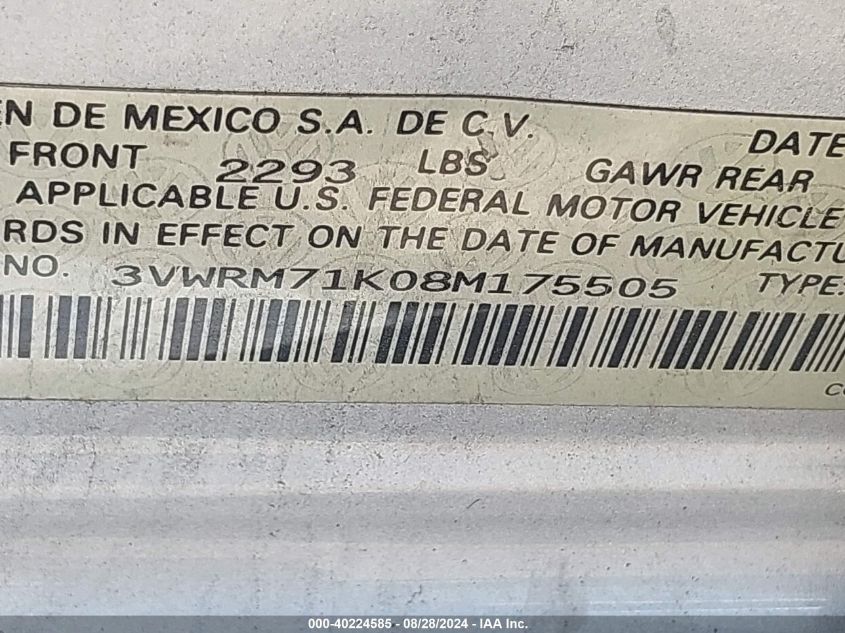 EN DE MEXICO S.A. DE C.V. DATE
FRONT 2293 LBS GAWR REAR
APPLICABLE U.S. FEDERAL MOTOR VEHICLE
RDS IN EFFECT ON THE DATE OF MANUFACTU
NO. 3VWRM71K08M175505 TYPE:
000-40224585 - 08/28/2024 - IAA Inc.